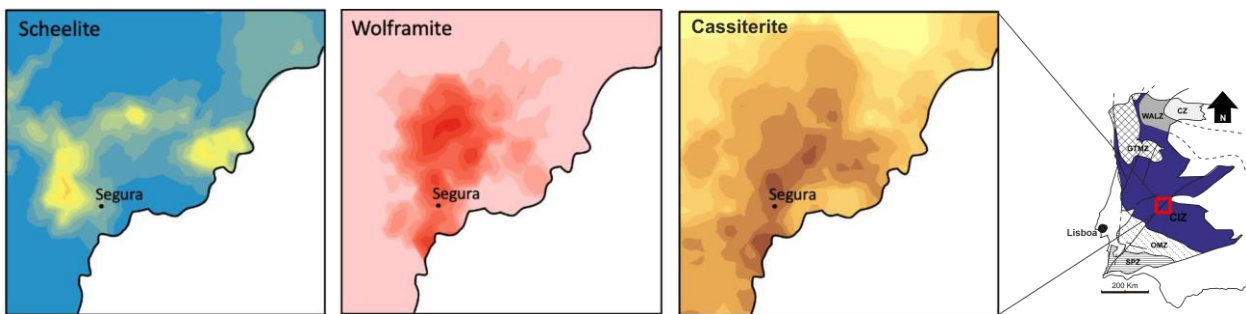 Scheelite
Segura
Wolframite
Segura
Cassiterite
Segura
WALZ
CZ
N
GTMZ
CIZ
Lisboa
OMZ
SPZ
200 Km